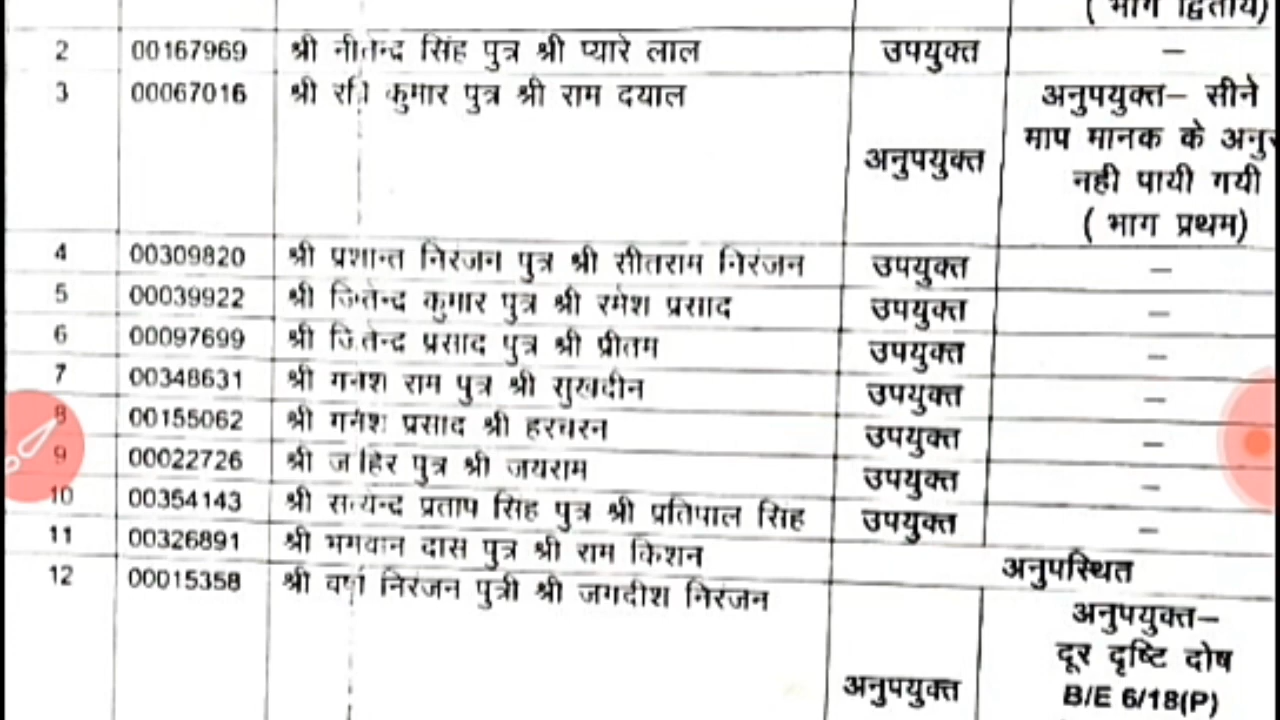 ( भाग द्वितीय)
2 00167969 श्री नीतेन्द्र सिंह पुत्र श्री प्यारे लाल उपयुक्त –
3 00067016 श्री रवि कुमार पुत्र श्री राम दयाल अनुपयुक्त– सीने
माप मानक के
अनुपयुक्त
नही पायी गयी
( भाग प्रथम)
4 00309820 श्री प्रशान्त निरंजन पुत्र श्री सीतराम निरंजन उपयुक्त –
5 00039922 श्री जितेन्द कुमार पुत्र श्री रमेश प्रसाद उपयुक्त –
6 00097699 श्री जितेन्द प्रसाद पुत्र श्री प्रीतम उपयुक्त –
7 00348631 श्री गनेश राम पुत्र श्री सुखदीन उपयुक्त –
8 00155062 श्री गनेश प्रसाद श्री हरचरन उपयुक्त –
9 00022726 श्री जाहिर पुत्र श्री जयराम उपयुक्त –
10 00354143 श्री सत्येन्द प्रताप सिंह पुत्र श्री प्रतिपाल सिंह उपयुक्त –
11 00326891 श्री भगवान दास पुत्र श्री राम किशन अनुपस्थित
12 00015358 श्री वर्षा निरंजन पुत्री श्री जगदीश निरंजन अनुपयुक्त–
दूर दृष्टि दोष
अनुपयुक्त B/E 6/18(P)